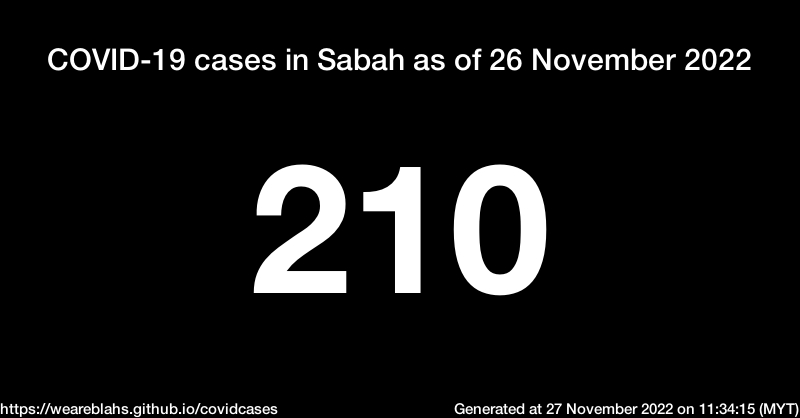 COVID-19 cases in Sabah as of 26 November 2022
210
https://weareblahs.github.io/covidcases
Generated at 27 November 2022 on 11:34:15 (MYT)